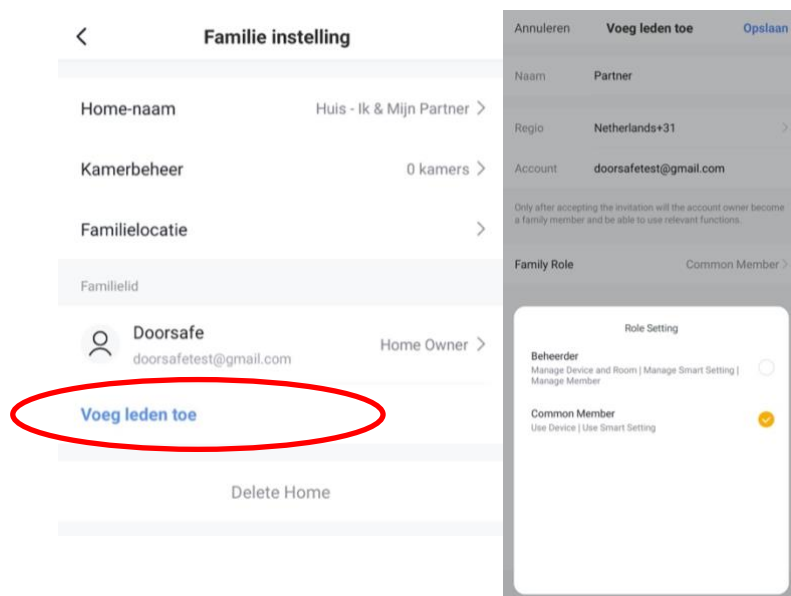 Familie instelling
Home-naam Huis - Ik & Mijn Partner
Kamerbeheer 0 kamers
Familielocatie
Familielid
Doorsafe
doorsafetest@gmail.com
Home Owner
Voeg leden toe
Delete Home
Annuleren Voeg leden toe Opslaan
Naam Partner
Regio Netherlands+31
Account doorsafetest@gmail.com
Only after accepting the invitation will the account owner become
a family member and be able to use relevant functions.
Family Role Common Member
Role Setting
Beheerder
Manage Device and Room | Manage Smart Setting |
Manage Member
Common Member
Use Device | Use Smart Setting